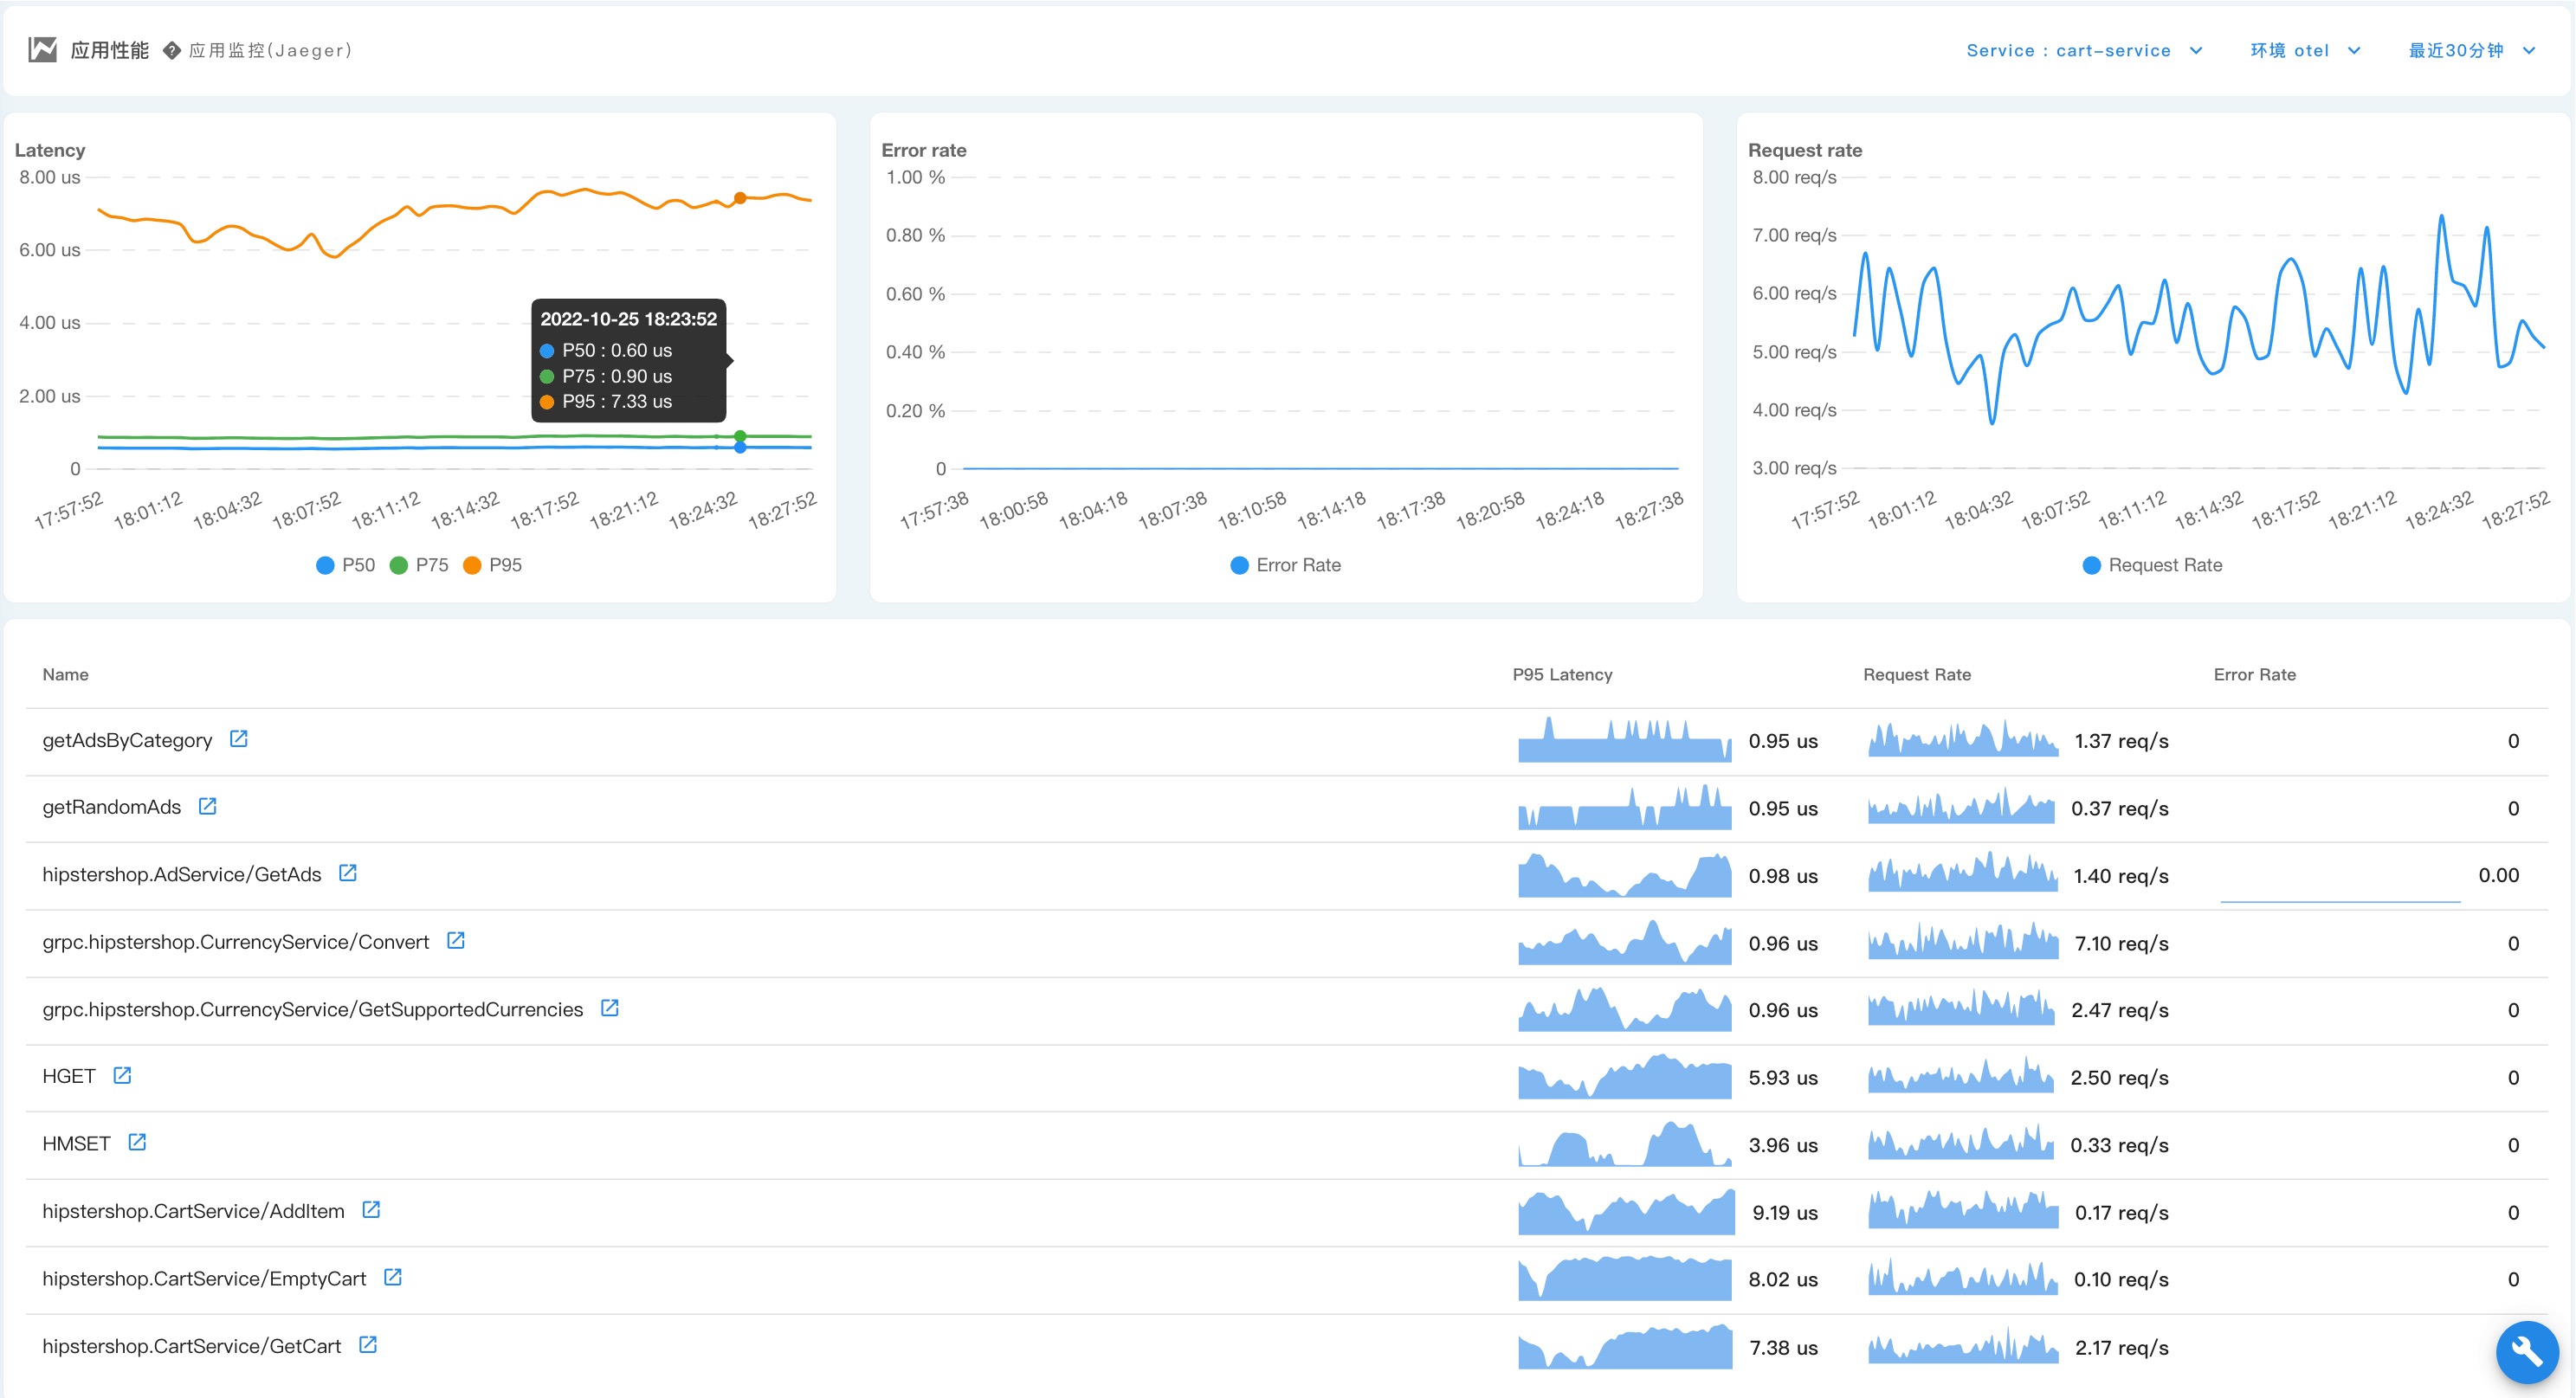 应用性能 ? 应用监控(Jaeger)
Service : cart-service 环境 otel 最近30分钟
Latency
8.00 us
6.00 us
4.00 us
2.00 us
0
2022-10-25 18:23:52
P50 : 0.60 us
P75 : 0.90 us
P95 : 7.33 us
17:57:52 18:01:12 18:04:32 18:07:52 18:11:12 18:14:32 18:17:52 18:21:12 18:24:32 18:27:52
P50 P75 P95
Error rate
1.00 %
0.80 %
0.60 %
0.40 %
0.20 %
0
17:57:38 18:00:58 18:04:18 18:07:38 18:10:58 18:14:18 18:17:38 18:20:58 18:24:18 18:27:38
Error Rate
Request rate
8.00 req/s
7.00 req/s
6.00 req/s
5.00 req/s
4.00 req/s
3.00 req/s
17:57:52 18:01:12 18:04:32 18:07:52 18:11:12 18:14:32 18:17:52 18:21:12 18:24:32 18:27:52
Request Rate
Name P95 Latency Request Rate Error Rate
getAdsByCategory 0.95 us 1.37 req/s 0
getRandomAds 0.95 us 0.37 req/s 0
hipstershop.AdService/GetAds 0.98 us 1.40 req/s 0.00
grpc.hipstershop.CurrencyService/Convert 0.96 us 7.10 req/s 0
grpc.hipstershop.CurrencyService/GetSupportedCurrencies 0.96 us 2.47 req/s 0
HGET 5.93 us 2.50 req/s 0
HMSET 3.96 us 0.33 req/s 0
hipstershop.CartService/AddItem 9.19 us 0.17 req/s 0
hipstershop.CartService/EmptyCart 8.02 us 0.10 req/s 0
hipstershop.CartService/GetCart 7.38 us 2.17 req/s